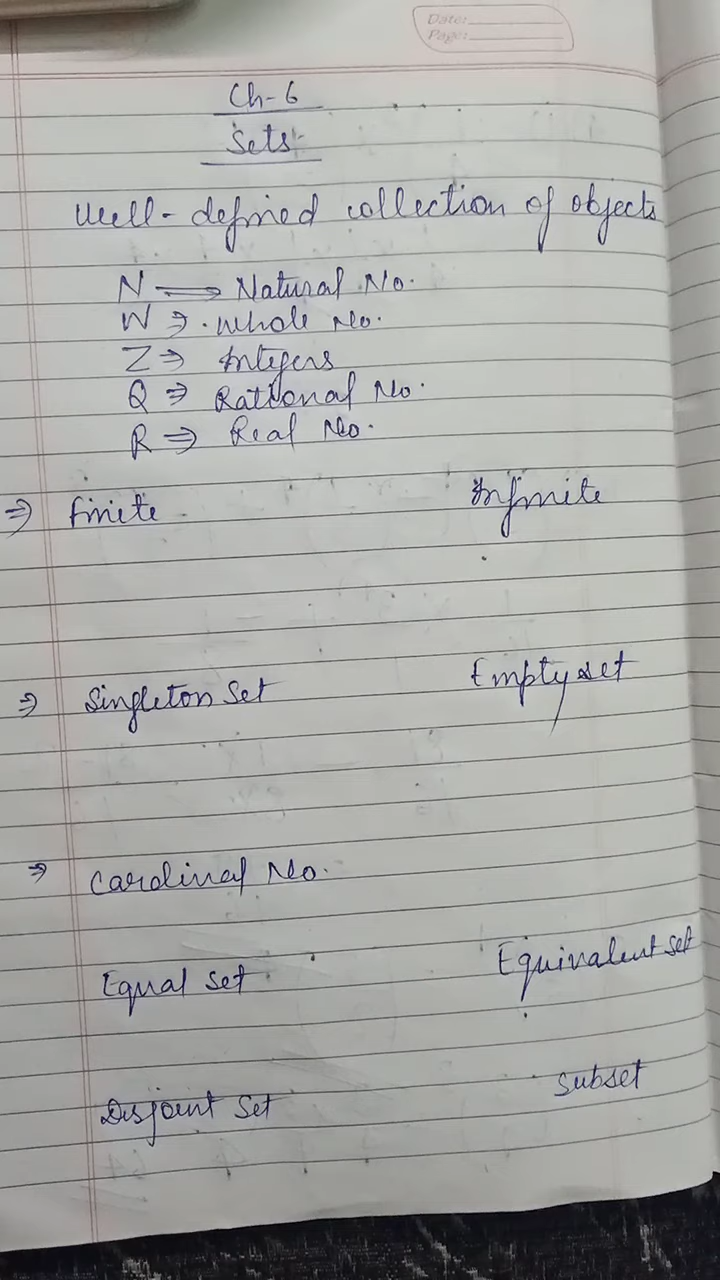 Date:
Page:
Ch-6
Sets
Well-defined collection of objects
N ⟹ Natural No.
W ⇒ Whole No.
Z ⇒ Integers
Q ⇒ Rational No.
R ⇒ Real No.
⇒ finite Infinite
⇒ Singleton Set Empty set
⇒ Cardinal No.
Equal set Equivalent set
Disjoint Set Subset